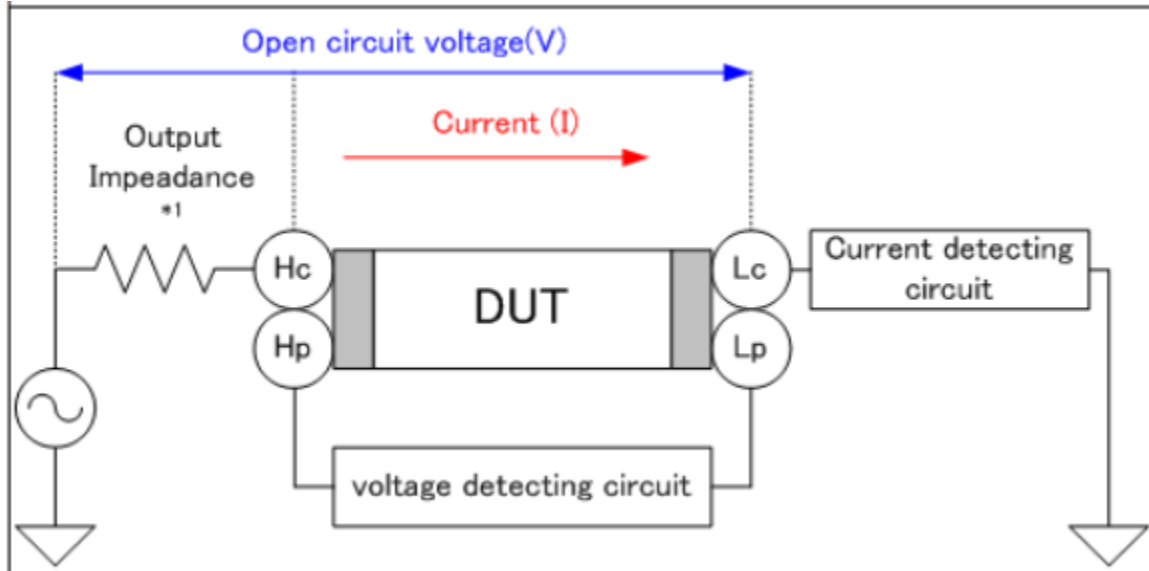 Open circuit voltage(V)
Current (I)
Output
Impeadance
*1
Hc
Lc
Current detecting
circuit
DUT
Hp
Lp
voltage detecting circuit